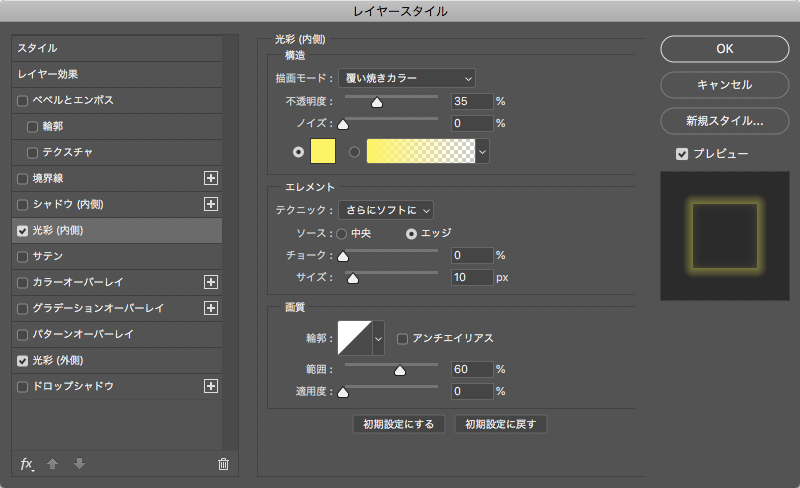 レイヤースタイル
スタイル
レイヤー効果
ベベルとエンボス
輪郭
テクスチャ
境界線
シャドウ (内側)
光彩 (内側)
サテン
カラーオーバーレイ
グラデーションオーバーレイ
パターンオーバーレイ
光彩 (外側)
ドロップシャドウ
fx
光彩 (内側)
構造
描画モード : 覆い焼きカラー
不透明度 : 35 %
ノイズ : 0 %
エレメント
テクニック : さらにソフトに
ソース : 中央 エッジ
チョーク : 0 %
サイズ : 10 px
画質
輪郭 : アンチエイリアス
範囲 : 60 %
適用度 : 0 %
初期設定にする 初期設定に戻す
OK
キャンセル
新規スタイル...
プレビュー